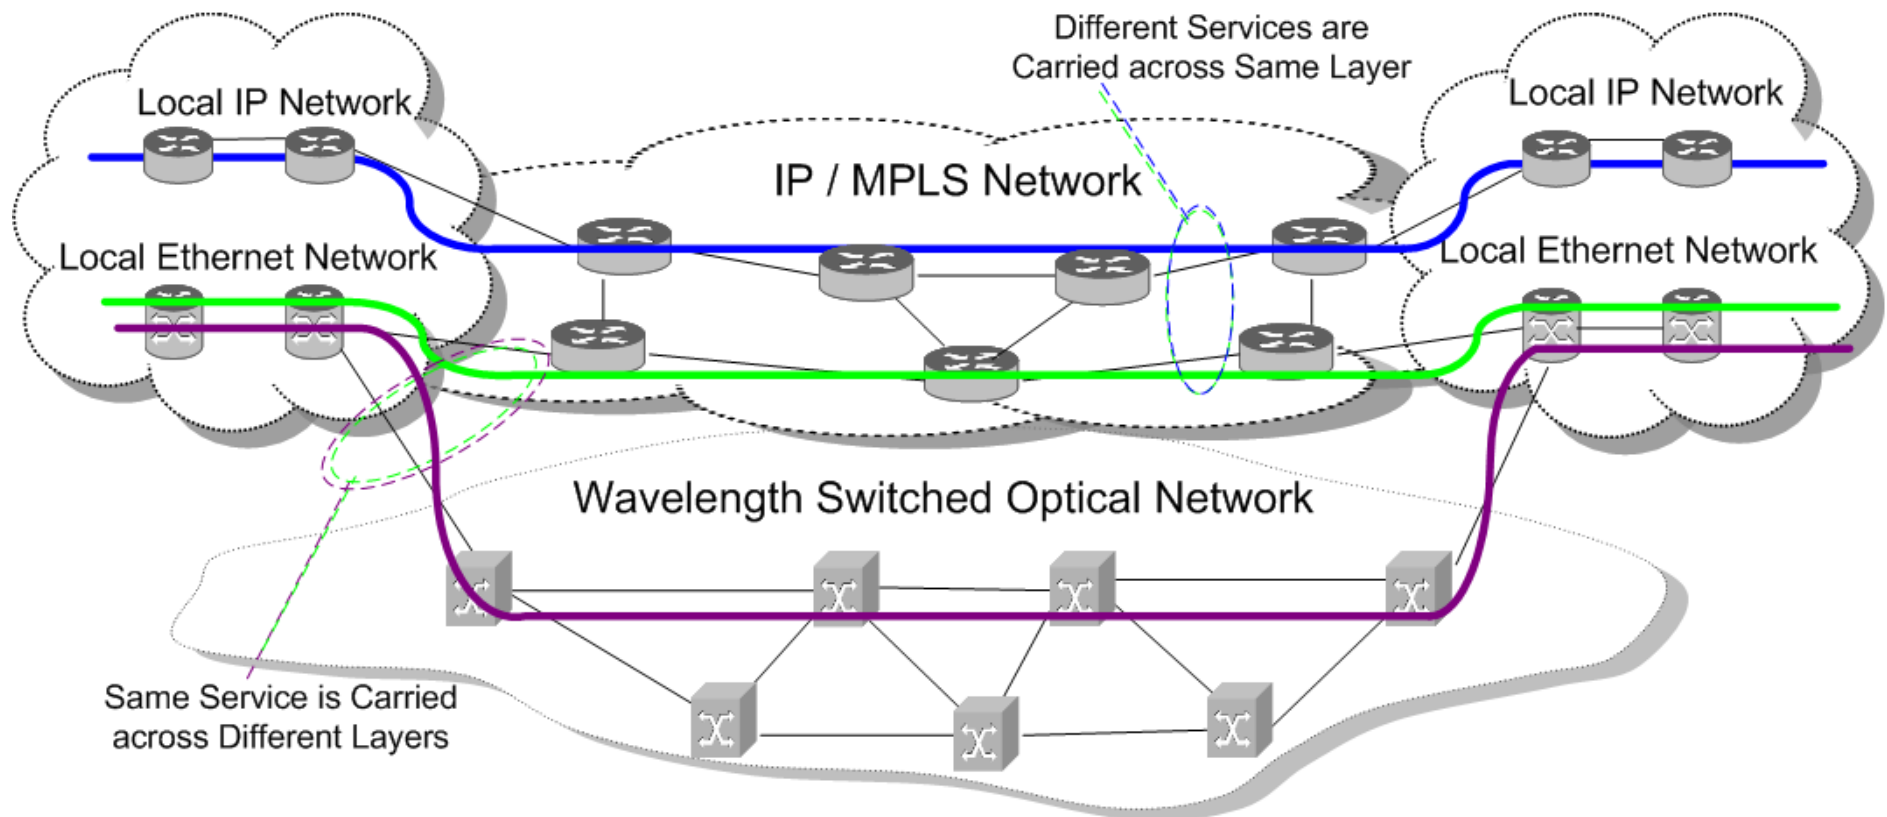 Different Services are
Carried across Same Layer
Local IP Network
Local IP Network
IP / MPLS Network
Local Ethernet Network
Local Ethernet Network
Wavelength Switched Optical Network
Same Service is Carried
across Different Layers